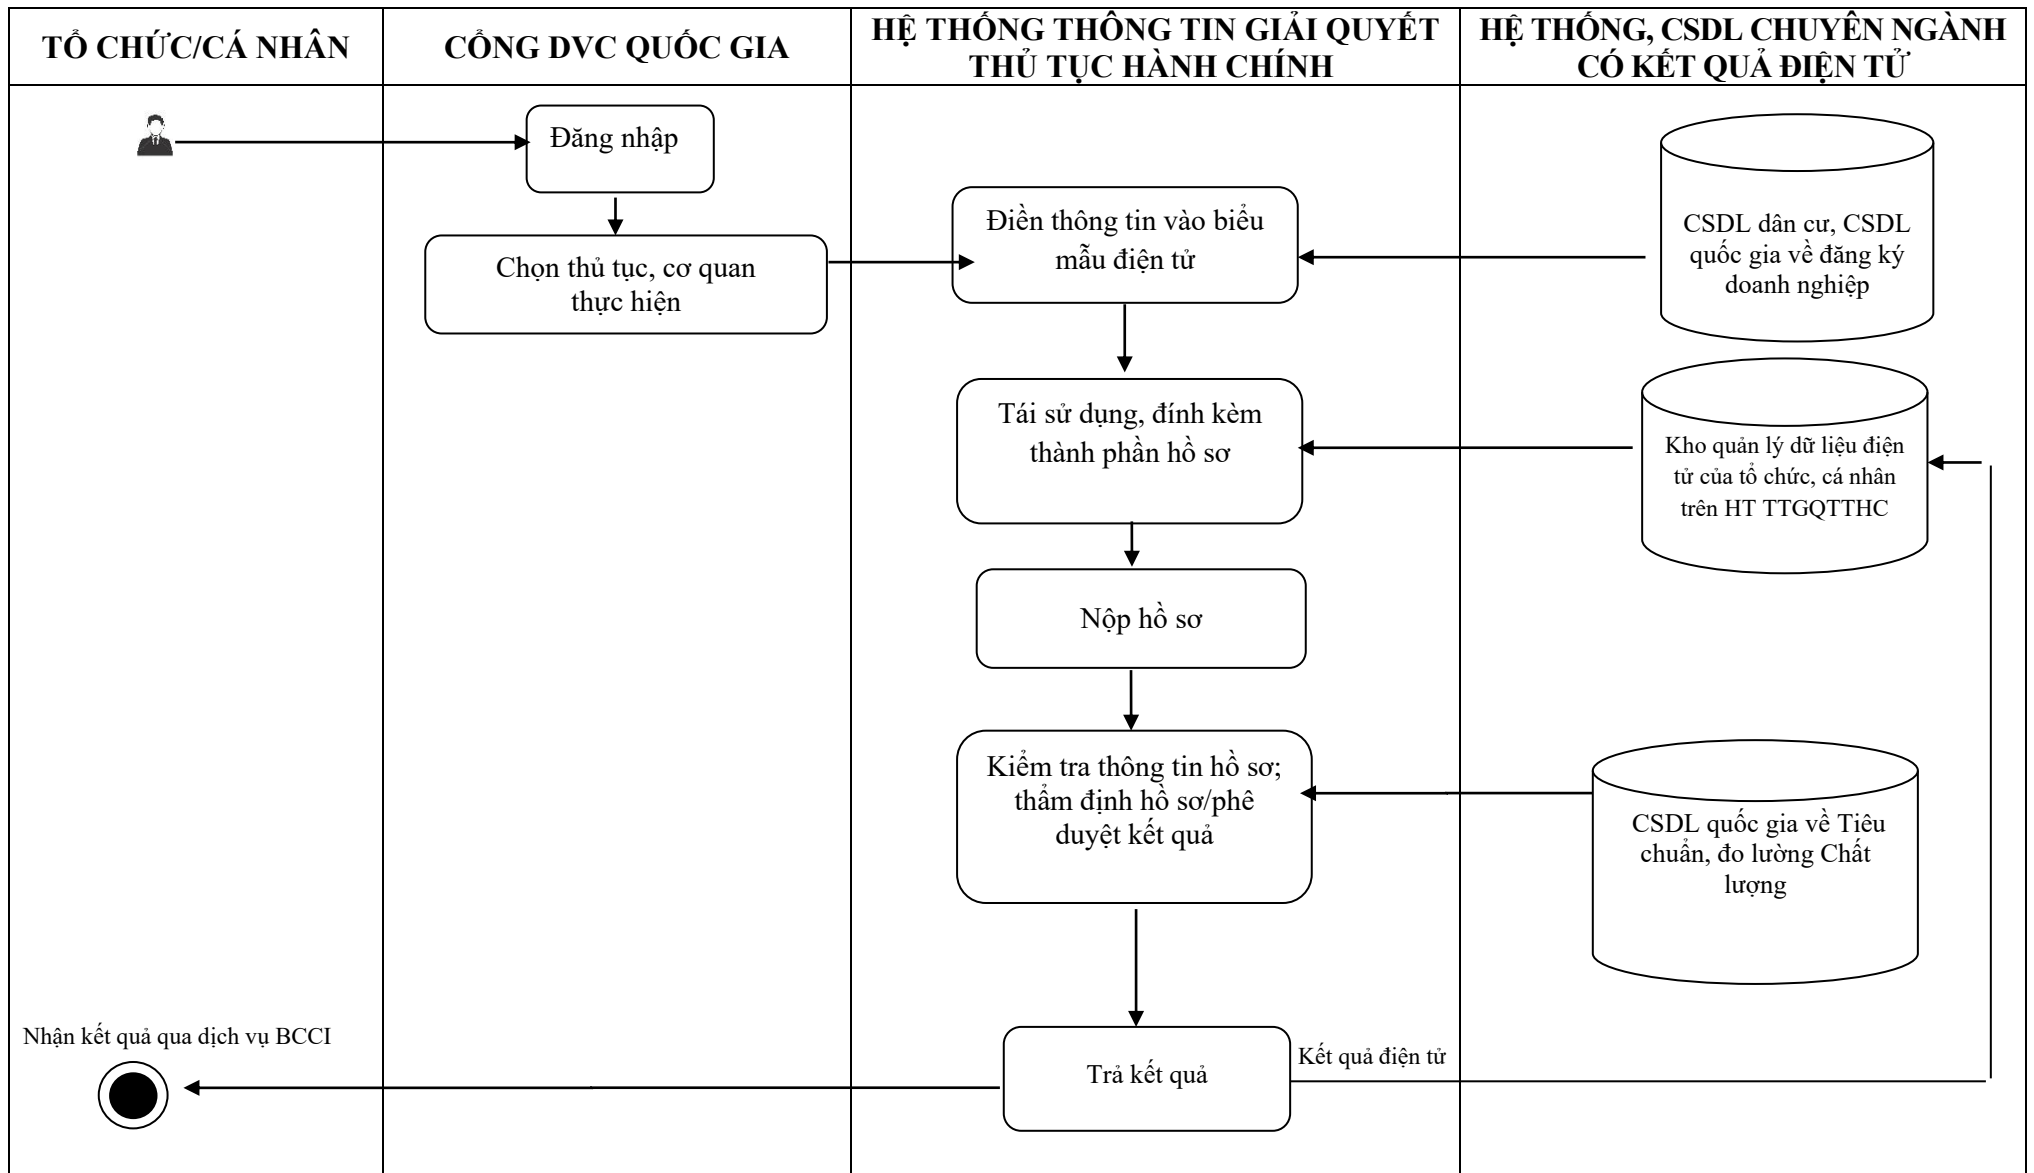 TỔ CHỨC/CÁ NHÂN
CỔNG DVC QUỐC GIA
HỆ THỐNG THÔNG TIN GIẢI QUYẾT
THỦ TỤC HÀNH CHÍNH
HỆ THỐNG, CSDL CHUYÊN NGÀNH
CÓ KẾT QUẢ ĐIỆN TỬ
Đăng nhập
Chọn thủ tục, cơ quan
thực hiện
Điền thông tin vào biểu
mẫu điện tử
CSDL dân cư, CSDL
quốc gia về đăng ký
doanh nghiệp
Tái sử dụng, đính kèm
thành phần hồ sơ
Kho quản lý dữ liệu điện
tử của tổ chức, cá nhân
trên HT TTGQTTHC
Nộp hồ sơ
Kiểm tra thông tin hồ sơ;
thẩm định hồ sơ/phê
duyệt kết quả
CSDL quốc gia về Tiêu
chuẩn, đo lường Chất
lượng
Nhận kết quả qua dịch vụ BCCI
Trả kết quả
Kết quả điện tử